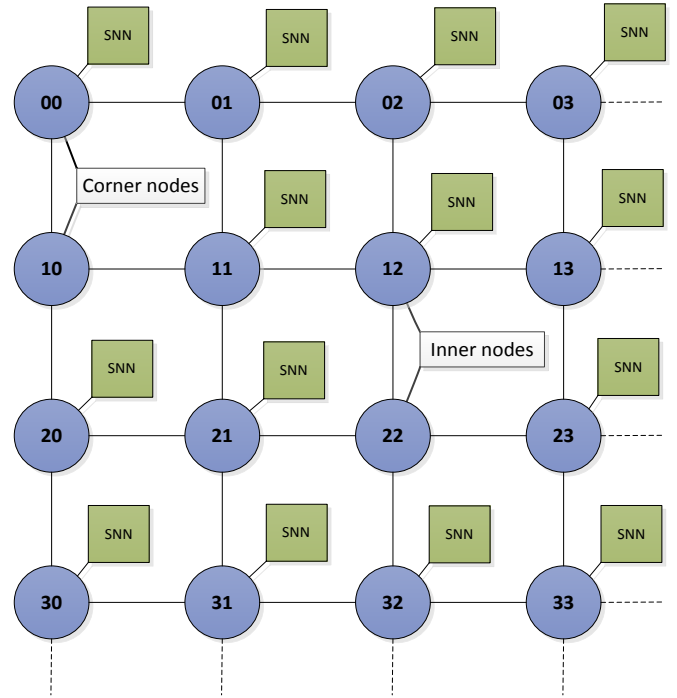 SNN SNN SNN SNN
00 01 02 03
Corner nodes SNN SNN SNN
10 11 12 13
SNN SNN Inner nodes SNN
20 21 22 23
SNN SNN SNN SNN
30 31 32 33